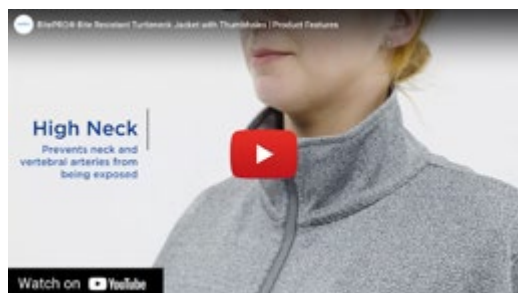 BitePRO® Bite Resistant Turtleneck Jacket with Thumbholes | Product Features
High Neck
Prevents neck and
vertebral arteries from
being exposed
Watch on YouTube